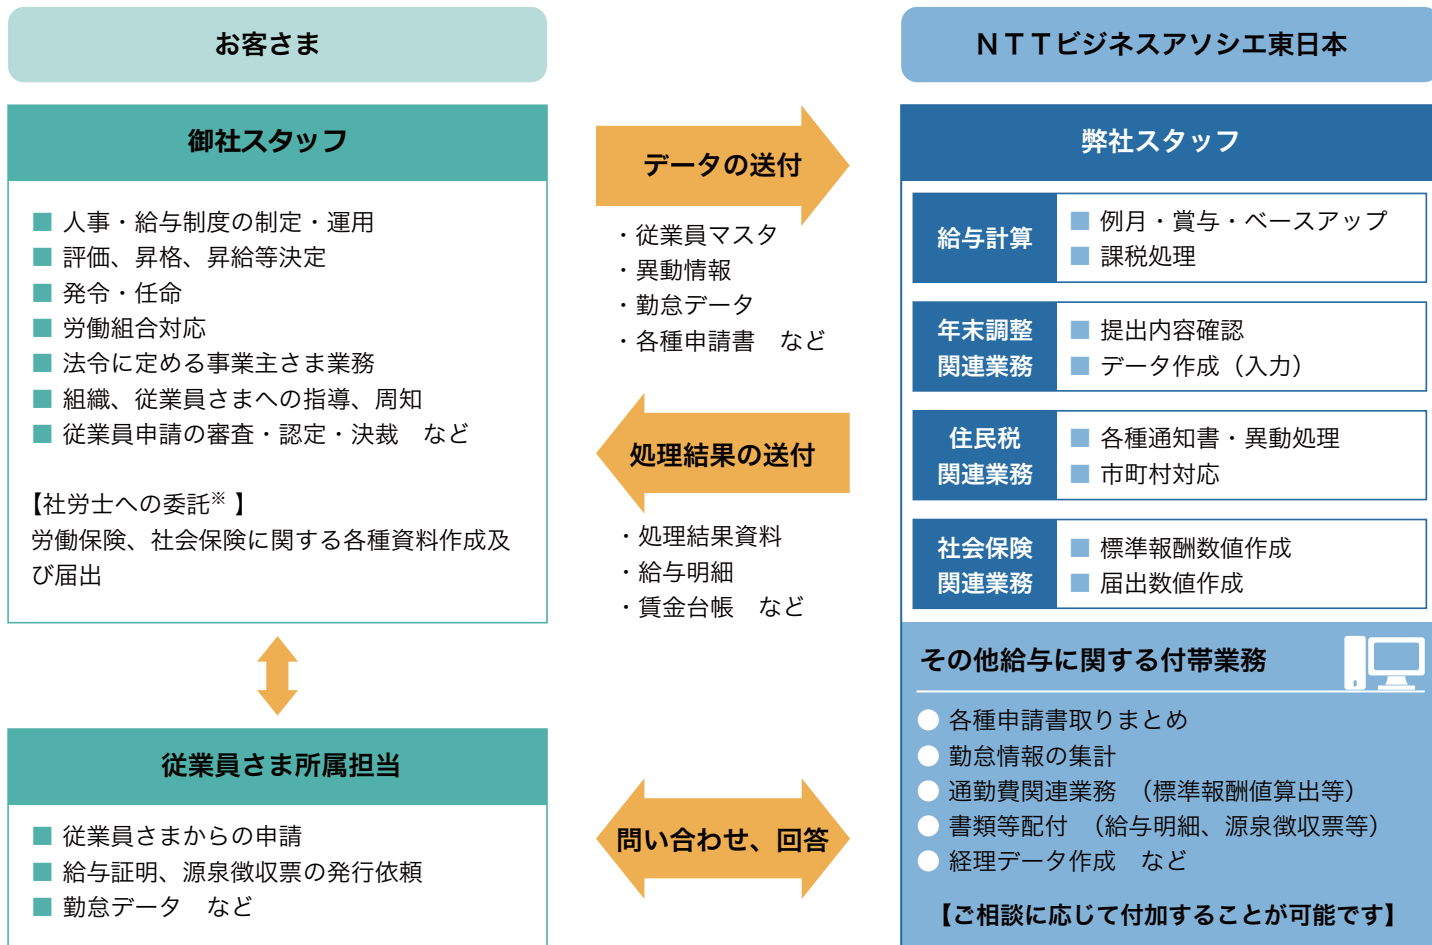 お客さま
御社スタッフ
人事・給与制度の制定・運用
評価、昇格、昇給等決定
発令・任命
労働組合対応
法令に定める事業主さま業務
組織、従業員さまへの指導、周知
従業員申請の審査・認定・決裁　など
【社労士への委託※ 】
労働保険、社会保険に関する各種資料作成及
び届出
従業員さま所属担当
従業員さまからの申請
給与証明、源泉徴収票の発行依頼
勤怠データ　など
データの送付
・従業員マスタ
・異動情報
・勤怠データ
・各種申請書　など
処理結果の送付
・処理結果資料
・給与明細
・賃金台帳　など
問い合わせ、回答
ＮＴＴビジネスアソシエ東日本
弊社スタッフ
給与計算
例月・賞与・ベースアップ
課税処理
年末調整
関連業務
提出内容確認
データ作成（入力）
住民税
関連業務
各種通知書・異動処理
市町村対応
社会保険
関連業務
標準報酬数値作成
届出数値作成
その他給与に関する付帯業務
各種申請書取りまとめ
勤怠情報の集計
通勤費関連業務　（標準報酬値算出等）
書類等配付　（給与明細、源泉徴収票等）
経理データ作成　など
【ご相談に応じて付加することが可能です】